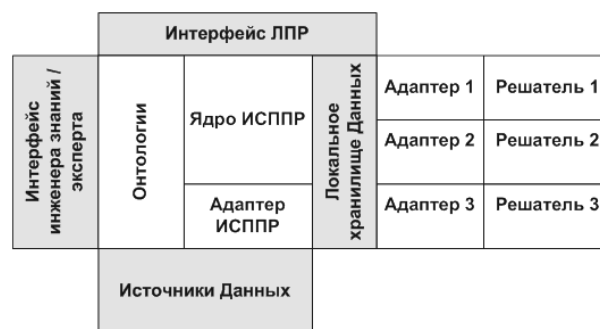 Интерфейс ЛПР
Интерфейс
инженера знаний /
эксперта
Онтологии
Ядро ИСППР
Адаптер
ИСППР
Локальное
хранилище Данных
Адаптер 1
Решатель 1
Адаптер 2
Решатель 2
Адаптер 3
Решатель 3
Источники Данных